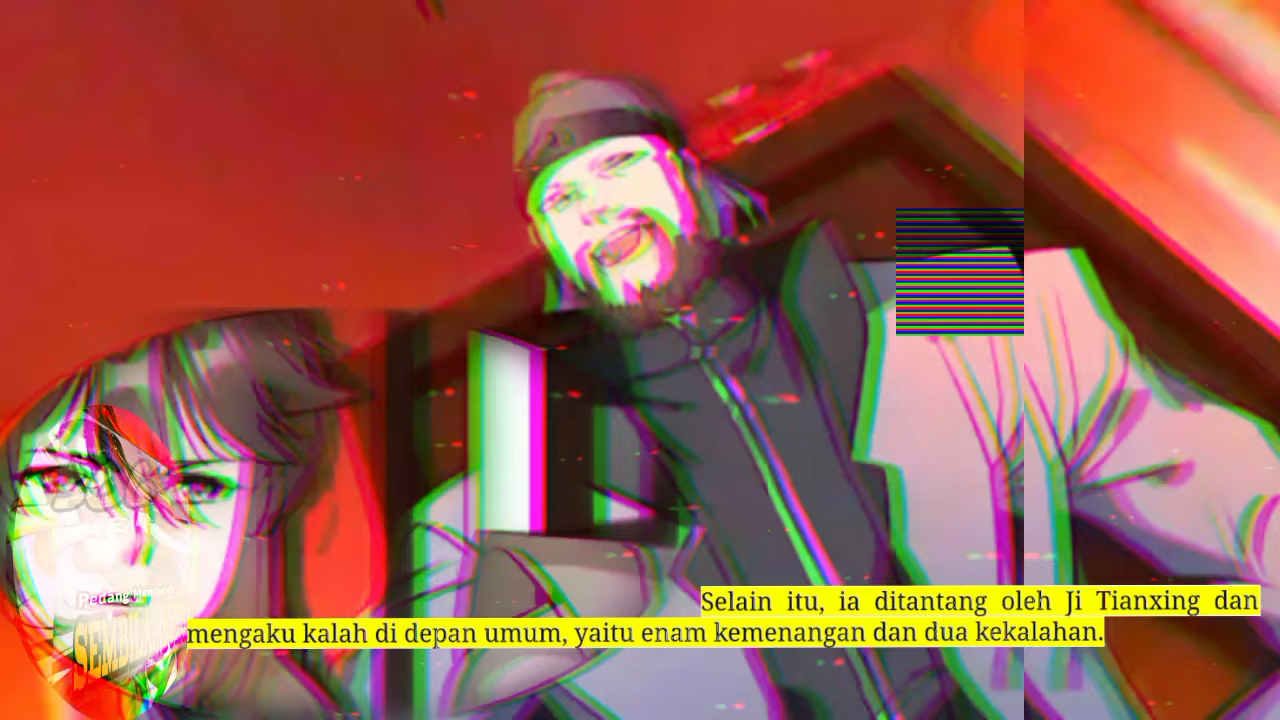 Selain itu, ia ditantang oleh Ji Tianxing dan
mengaku kalah di depan umum, yaitu enam kemenangan dan dua kekalahan.
Pedang